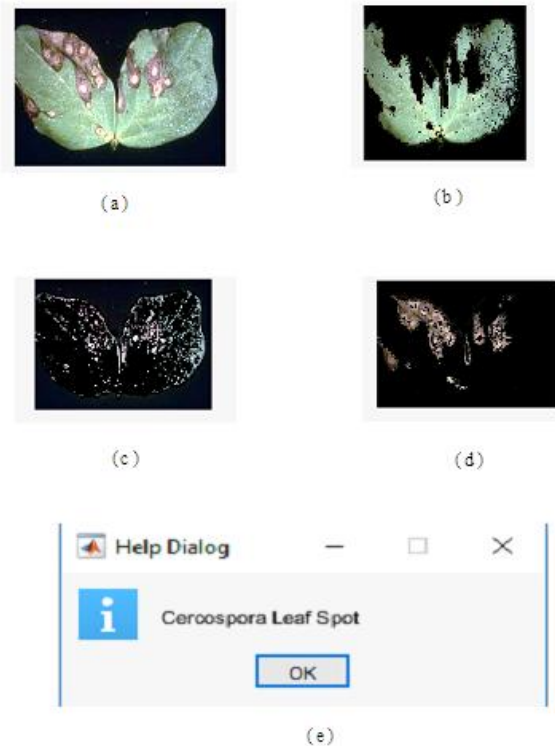 (a)
(b)
(c)
(d)
Help Dialog
Cercospora Leaf Spot
OK
(e)